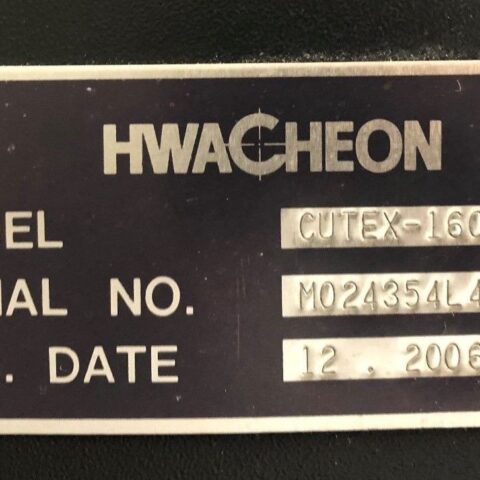 HWACHEON
EL CUTEX-160
IAL NO. M024354L4
. DATE 12 . 2006